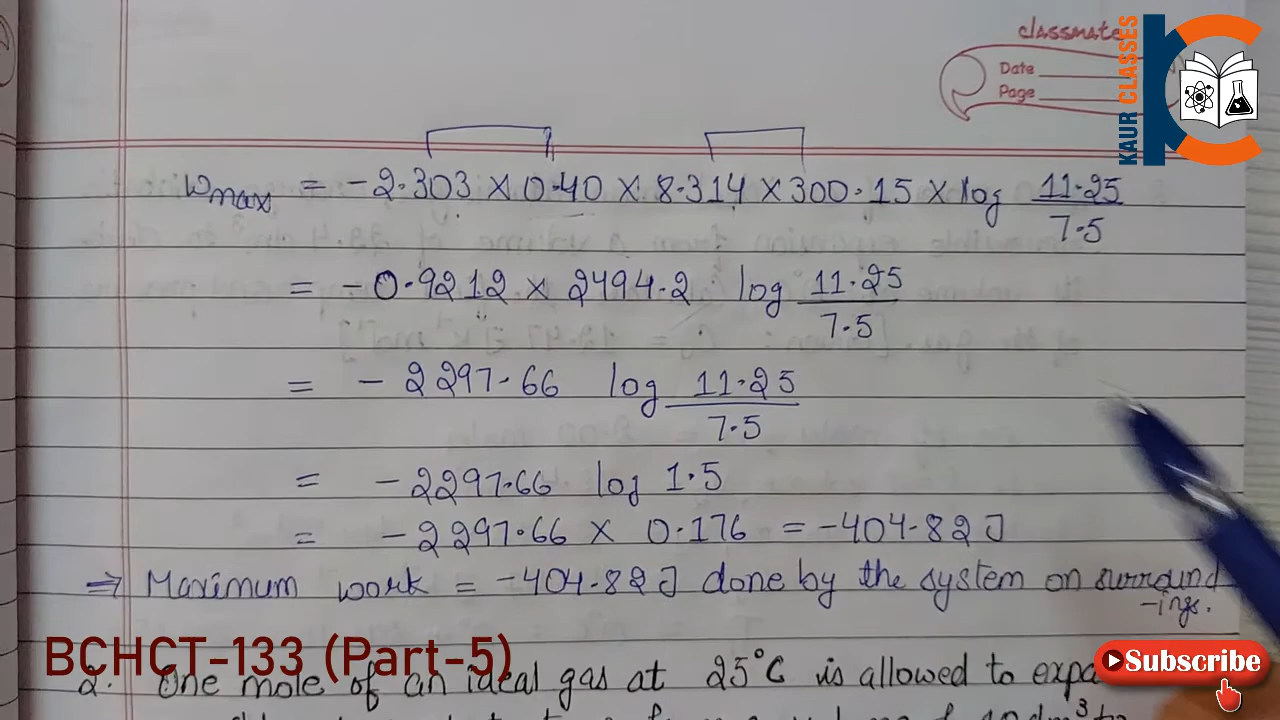 classmate
Date
Page
KAUR CLASSES
Wmax = -2.303 × 0.40 × 8.314 × 300.15 × log 11.25/7.5
= -0.9212 × 2494.2 log 11.25/7.5
= - 2297.66 log 11.25/7.5
= -2297.66 log 1.5
= -2297.66 × 0.176 = -404.82 J
⇒ Maximum work = -404.82 J done by the system on surround
-ings.
BCHCT-133 (Part-5)
2. One mole of an ideal gas at 25°C is allowed to expa
Subscribe